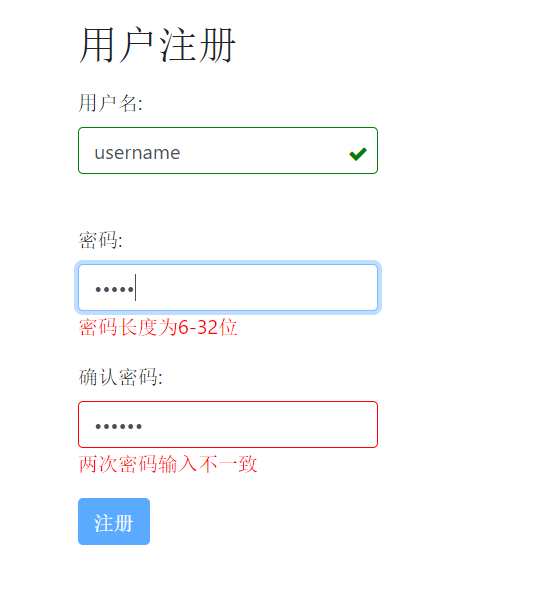 用户注册
用户名:
username
密码:
•••••
密码长度为6-32位
确认密码:
••••••
两次密码输入不一致
注册